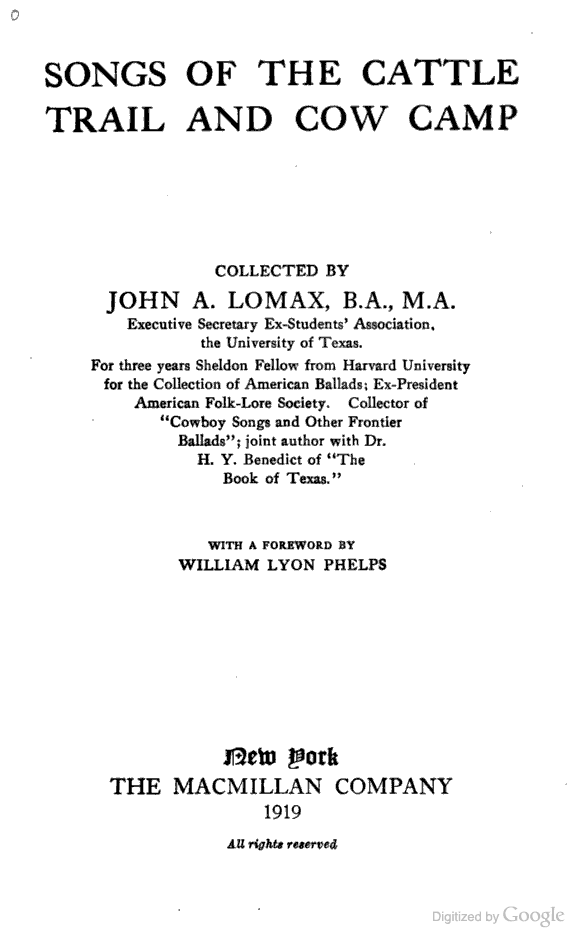 SONGS OF THE CATTLE
TRAIL AND COW CAMP
COLLECTED BY
JOHN A. LOMAX, B.A., M.A.
Executive Secretary Ex-Students' Association,
the University of Texas.
For three years Sheldon Fellow from Harvard University
for the Collection of American Ballads; Ex-President
American Folk-Lore Society. Collector of
"Cowboy Songs and Other Frontier
Ballads"; joint author with Dr.
H. Y. Benedict of "The
Book of Texas."
WITH A FOREWORD BY
WILLIAM LYON PHELPS
New York
THE MACMILLAN COMPANY
1919
All rights reserved
Digitized by Google